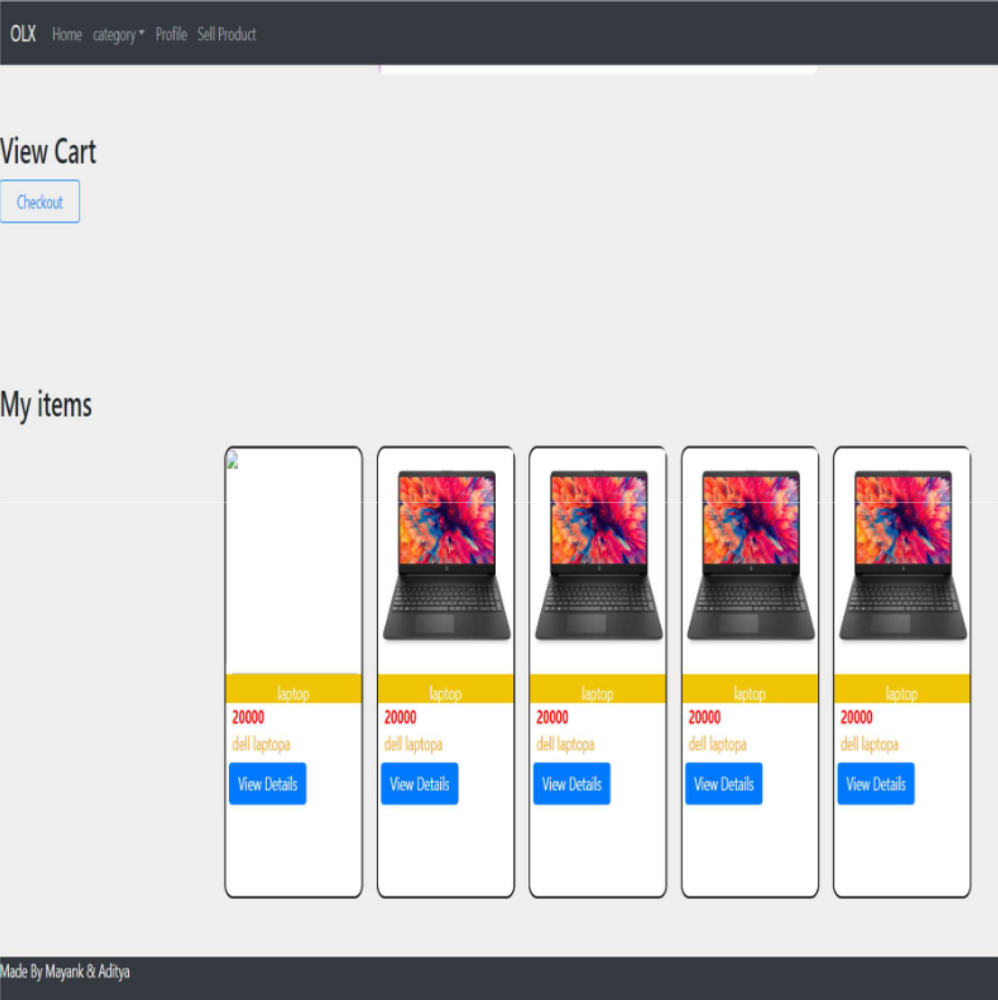 OLX Home category Profile Sell Product
View Cart
Checkout
My items
laptop laptop laptop laptop laptop
20000 20000 20000 20000 20000
dell laptopa dell laptopa dell laptopa dell laptopa dell laptopa
View Details View Details View Details View Details View Details
Made By Mayank & Aditya